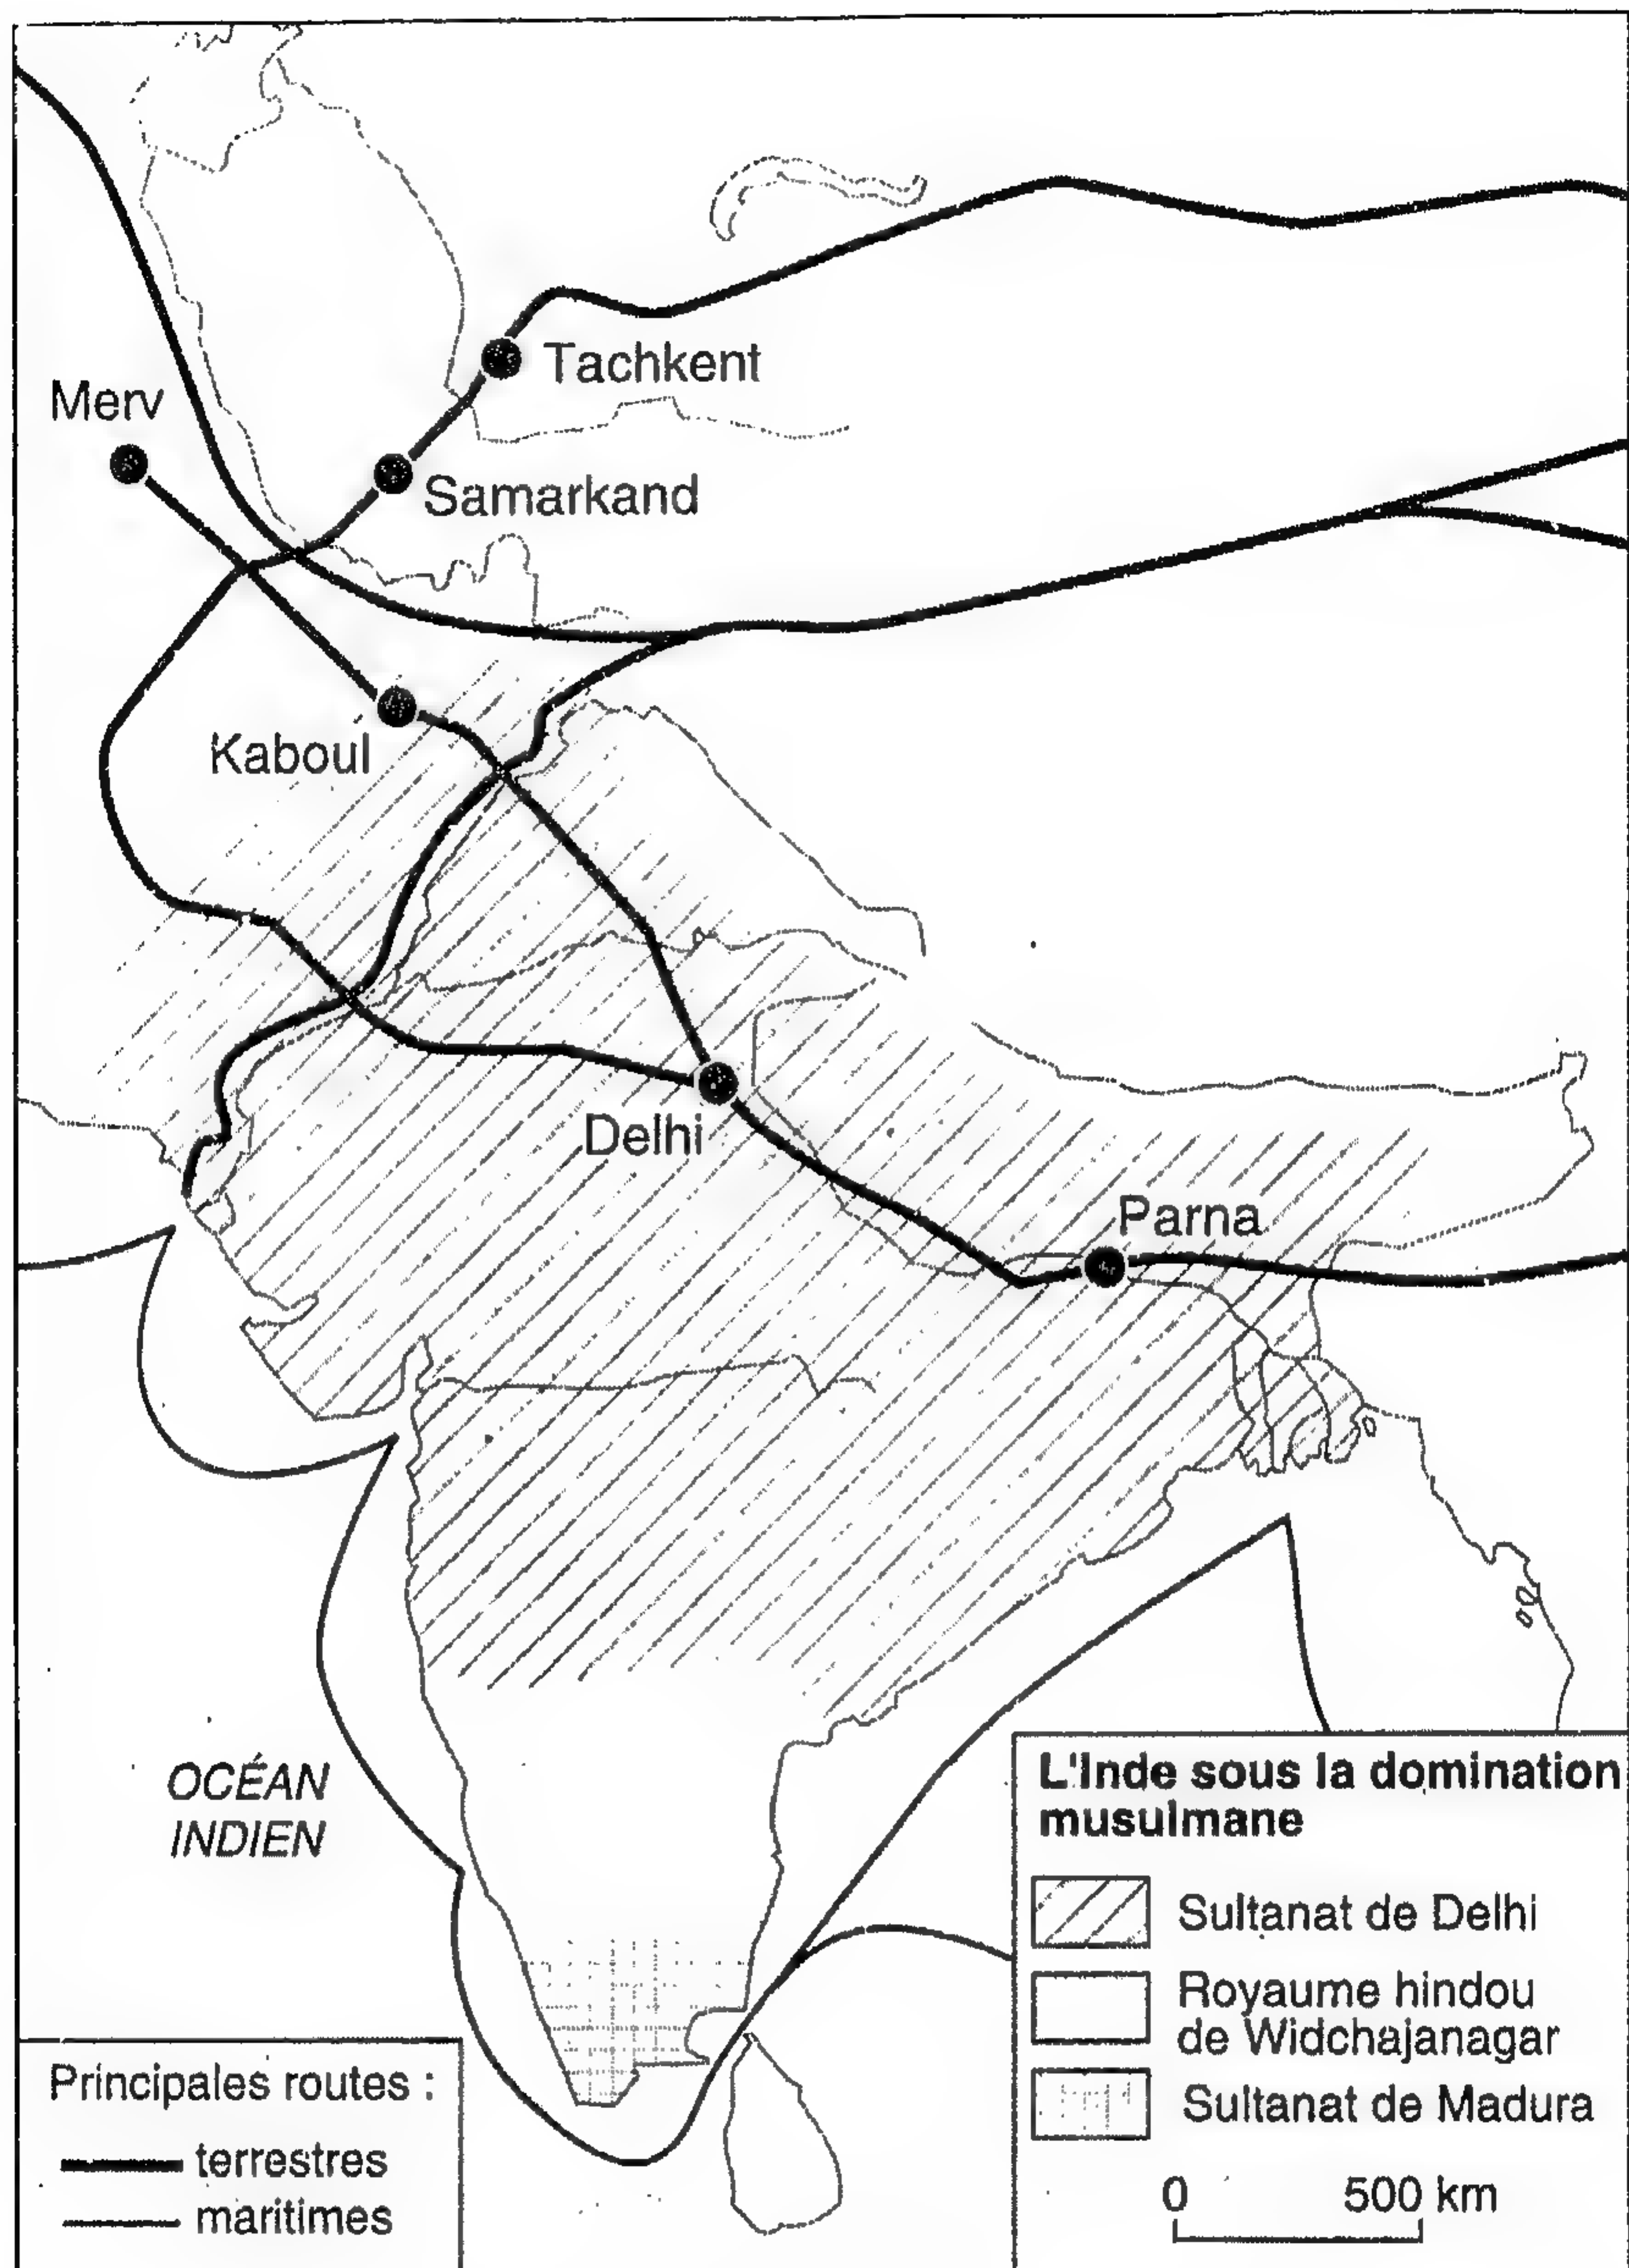 Tachkent
Merv
Samarkand
Kaboul
Delhi
Parna
OCÉAN
INDIEN
L'Inde sous la domination
musulmane
Sultanat de Delhi
Royaume hindou
de Widchajanagar
Sultanat de Madura
0 500 km
Principales routes :
terrestres
maritimes